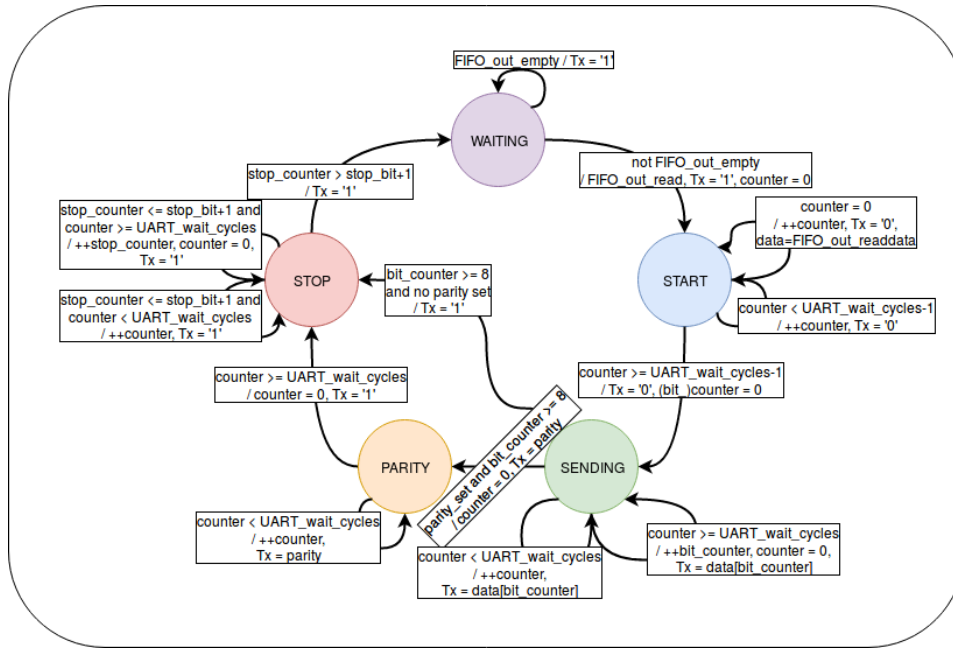 FIFO_out_empty / Tx = '1'
WAITING
not FIFO_out_empty
/ FIFO_out_read, Tx = '1', counter = 0
stop_counter > stop_bit+1
/ Tx = '1'
counter = 0
/ ++counter, Tx = '0',
data=FIFO_out_readdata
stop_counter <= stop_bit+1 and
counter >= UART_wait_cycles
/ ++stop_counter, counter = 0,
Tx = '1'
STOP
bit_counter >= 8
and no parity set
/ Tx = '1'
START
stop_counter <= stop_bit+1 and
counter < UART_wait_cycles
/ ++counter, Tx = '1'
counter < UART_wait_cycles-1
/ ++counter, Tx = '0'
counter >= UART_wait_cycles
/ counter = 0, Tx = '1'
counter >= UART_wait_cycles-1
/ Tx = '0', (bit_)counter = 0
PARITY
parity_set and bit_counter >= 8
/ counter = 0, Tx = parity
SENDING
counter < UART_wait_cycles
/ ++counter,
Tx = parity
counter < UART_wait_cycles
/ ++counter,
Tx = data[bit_counter]
counter >= UART_wait_cycles
/ ++bit_counter, counter = 0,
Tx = data[bit_counter]